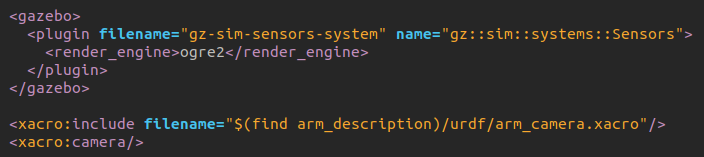 <gazebo>
  <plugin filename="gz-sim-sensors-system" name="gz::sim::systems::Sensors">
    <render_engine>ogre2</render_engine>
  </plugin>
</gazebo>

<xacro:include filename="$(find arm_description)/urdf/arm_camera.xacro"/>
<xacro:camera/>